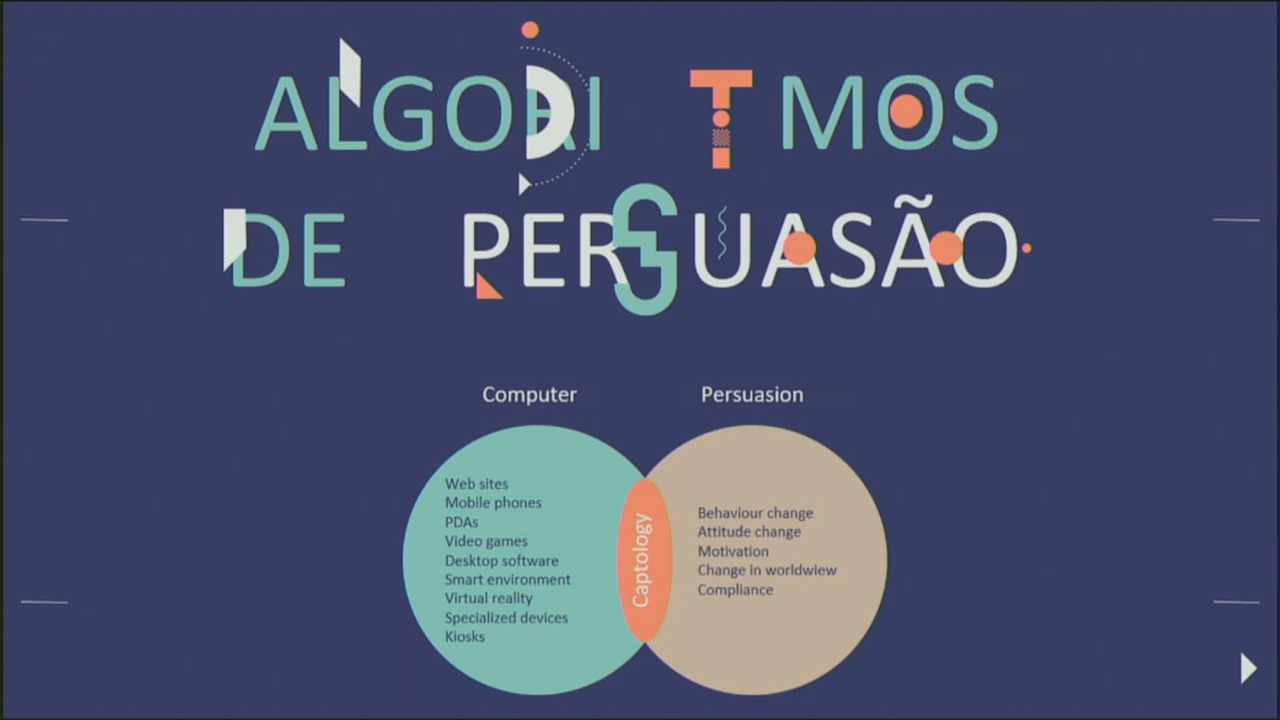 ALGORITMOS
DE PERSUASÃO
Computer
Persuasion
Web sites
Mobile phones
PDAs
Video games
Desktop software
Smart environment
Virtual reality
Specialized devices
Kiosks
Captology
Behaviour change
Attitude change
Motivation
Change in worldwiew
Compliance